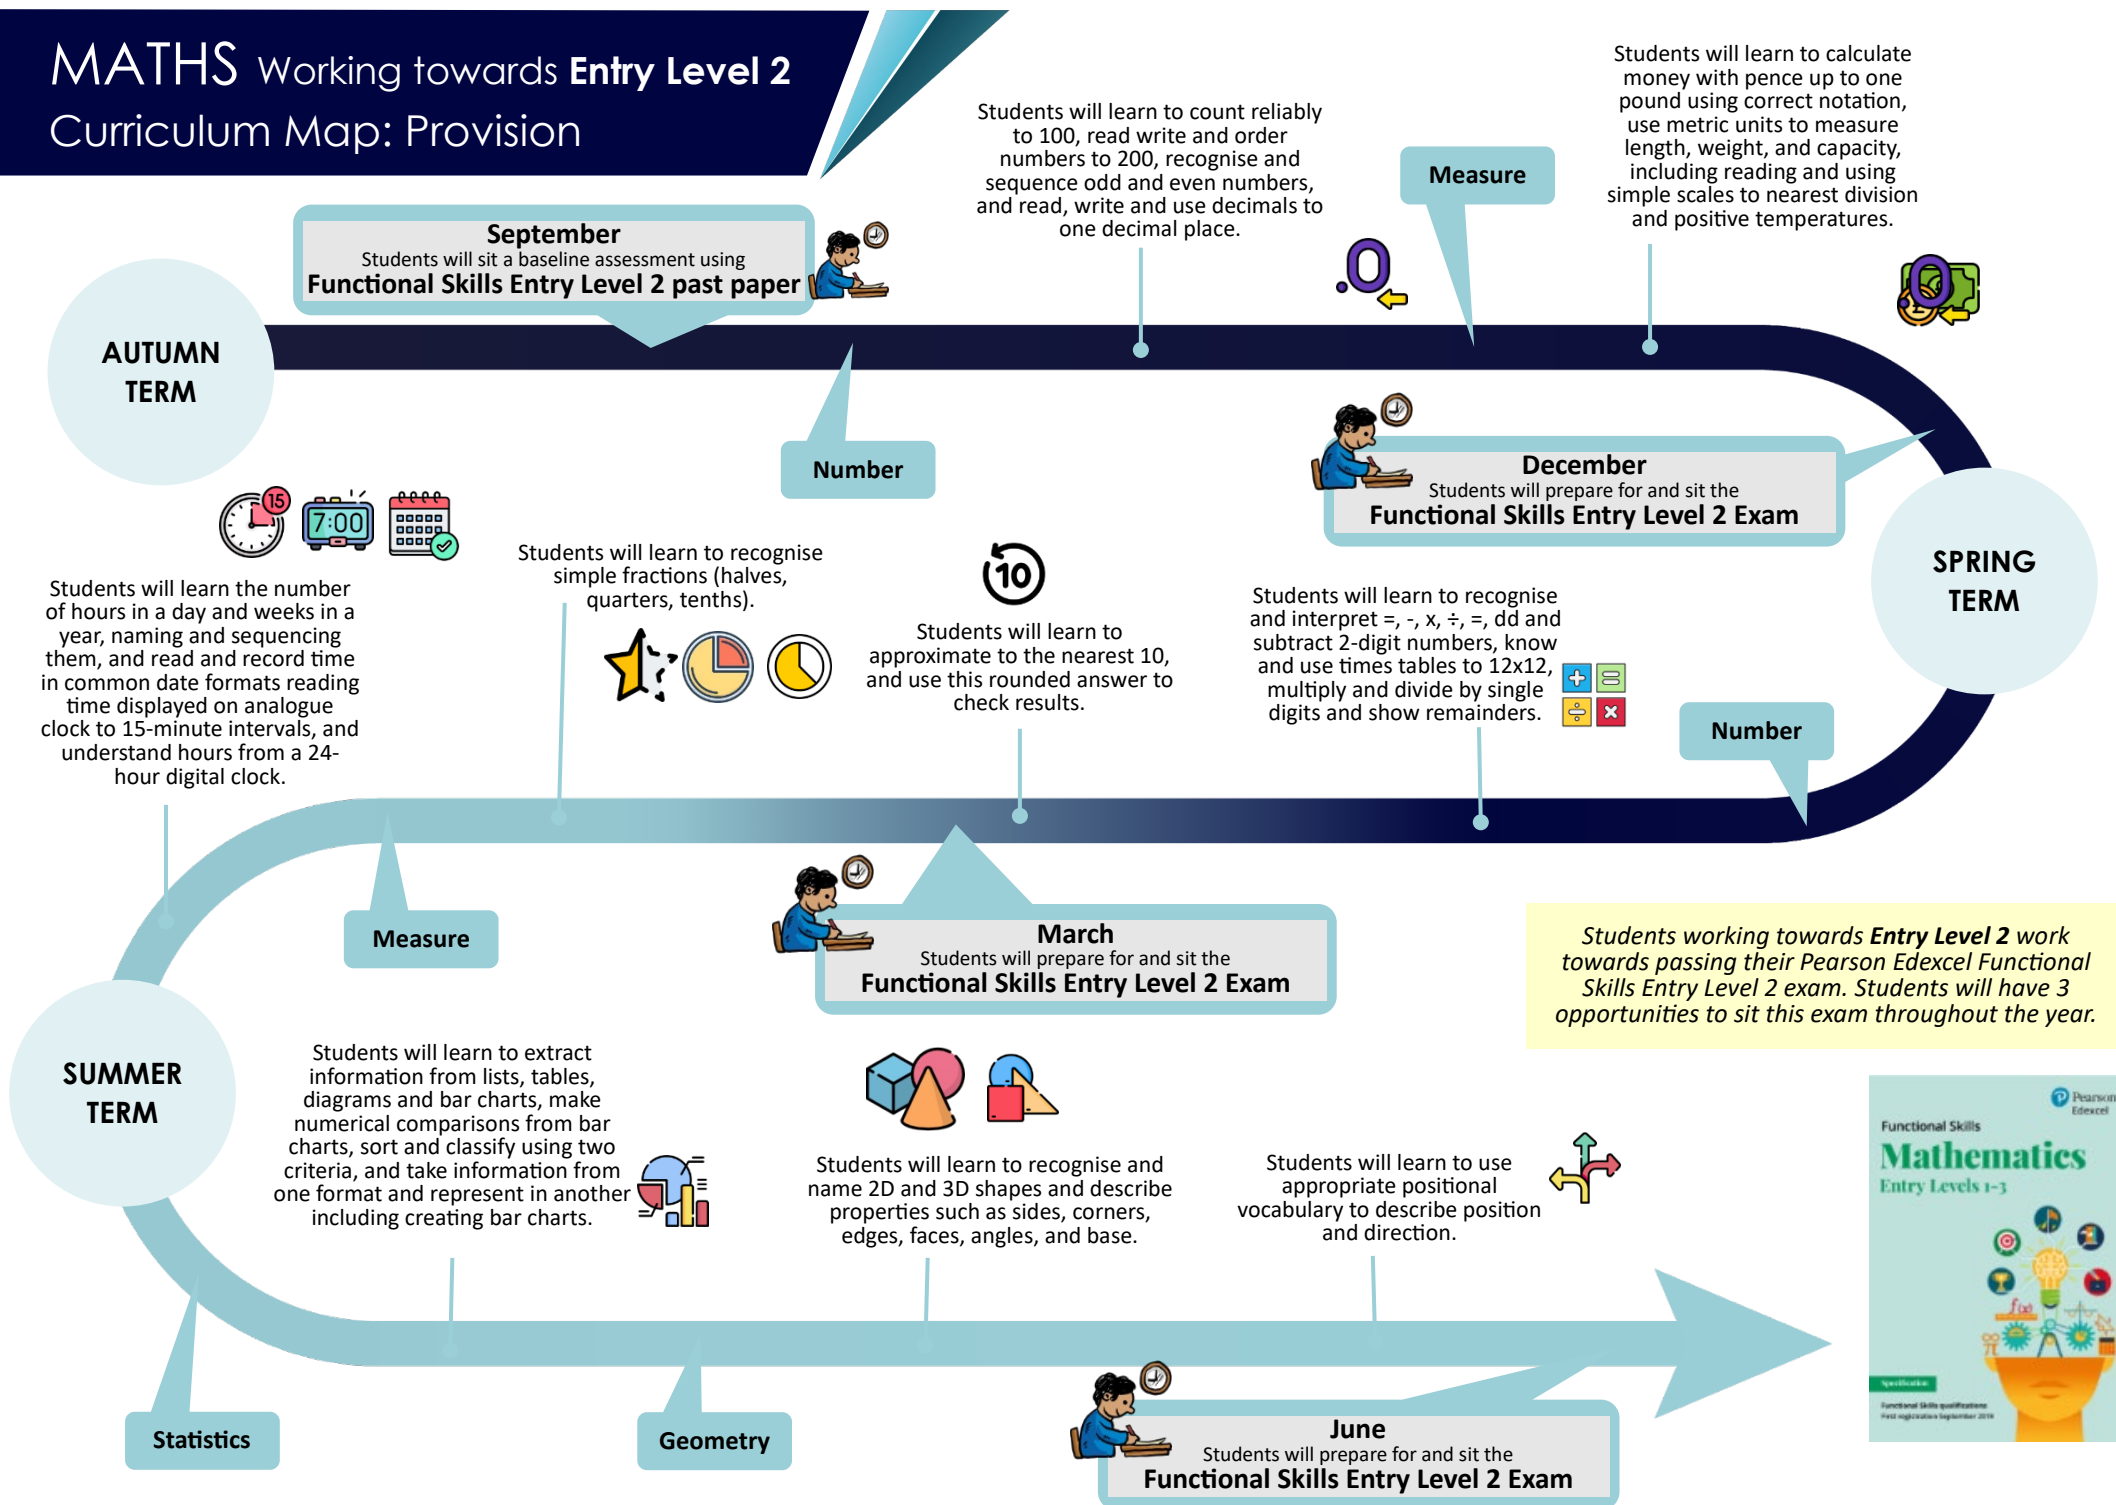 MATHS Working towards Entry Level 2
Curriculum Map: Provision
September
Students will sit a baseline assessment using
Functional Skills Entry Level 2 past paper
Students will learn to count reliably
to 100, read write and order
numbers to 200, recognise and
sequence odd and even numbers,
and read, write and use decimals to
one decimal place.
Measure
Students will learn to calculate
money with pence up to one
pound using correct notation,
use metric units to measure
length, weight, and capacity,
including reading and using
simple scales to nearest division
and positive temperatures.
.0
.0
£
AUTUMN
TERM
Number
December
Students will prepare for and sit the
Functional Skills Entry Level 2 Exam
SPRING
TERM
15
7:00
Students will learn the number
of hours in a day and weeks in a
year, naming and sequencing
them, and read and record time
in common date formats reading
time displayed on analogue
clock to 15-minute intervals, and
understand hours from a 24-
hour digital clock.
Students will learn to recognise
simple fractions (halves,
quarters, tenths).
10
Students will learn to
approximate to the nearest 10,
and use this rounded answer to
check results.
Students will learn to recognise
and interpret =, -, x, ÷, =, dd and
subtract 2-digit numbers, know
and use times tables to 12x12,
multiply and divide by single
digits and show remainders.
Number
Measure
March
Students will prepare for and sit the
Functional Skills Entry Level 2 Exam
Students working towards Entry Level 2 work
towards passing their Pearson Edexcel Functional
Skills Entry Level 2 exam. Students will have 3
opportunities to sit this exam throughout the year.
SUMMER
TERM
Students will learn to extract
information from lists, tables,
diagrams and bar charts, make
numerical comparisons from bar
charts, sort and classify using two
criteria, and take information from
one format and represent in another
including creating bar charts.
Students will learn to recognise and
name 2D and 3D shapes and describe
properties such as sides, corners,
edges, faces, angles, and base.
Students will learn to use
appropriate positional
vocabulary to describe position
and direction.
Pearson
Edexcel
Functional Skills
Mathematics
Entry Levels 1-3
f(x)
π
Specification
Functional Skills qualifications
First registration September 2019
Statistics
Geometry
June
Students will prepare for and sit the
Functional Skills Entry Level 2 Exam